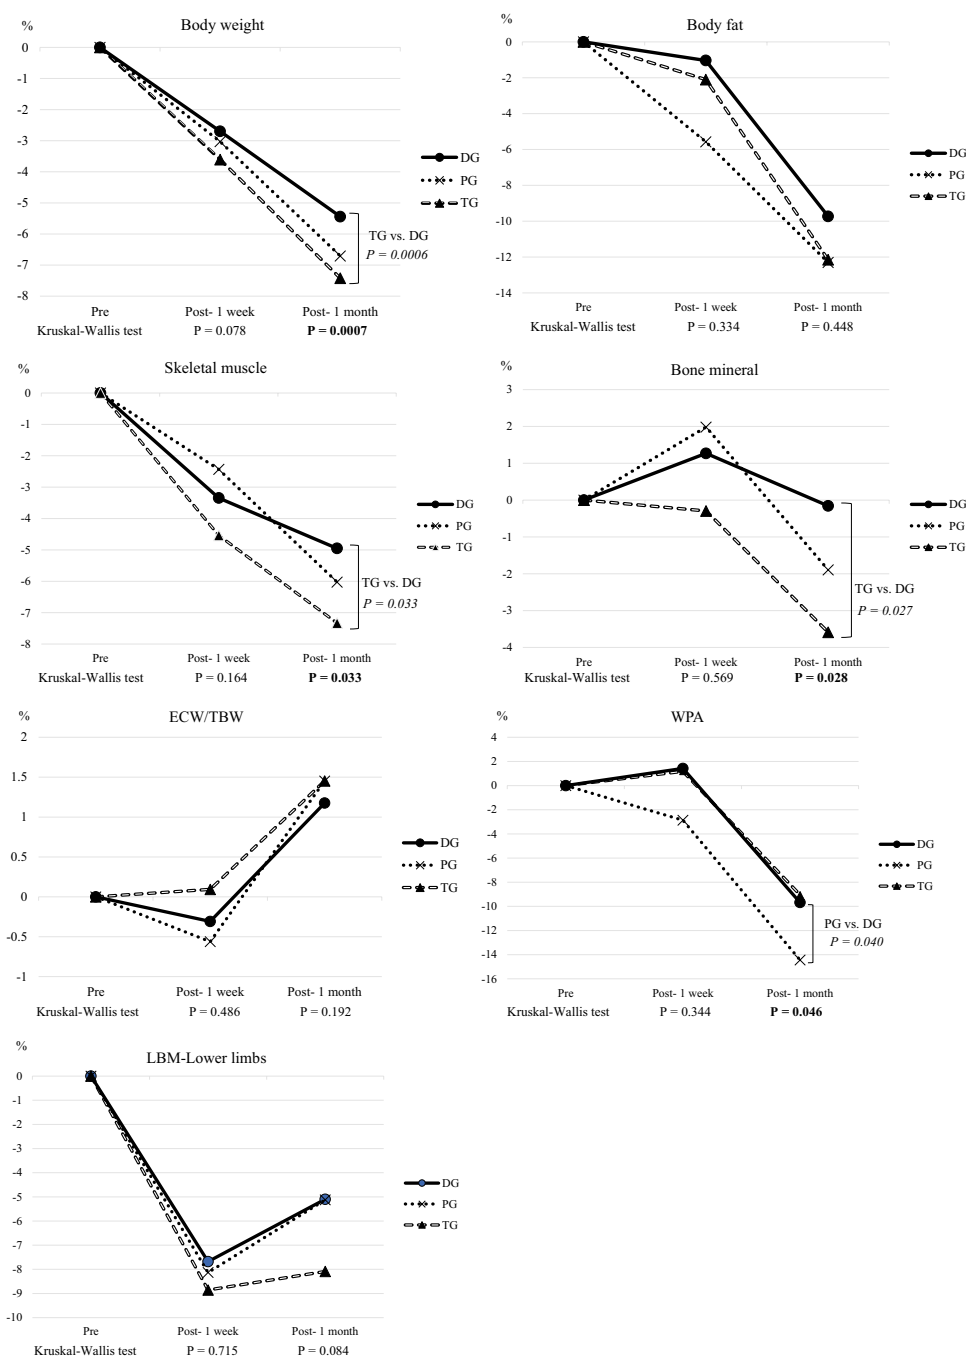 %
Body weight
0
-1
-2
-3
-4
-5
-6
-7
-8
DG
PG
TG
TG vs. DG
P = 0.0006
Pre
Post- 1 week
Post- 1 month
Kruskal-Wallis test
P = 0.078
P = 0.0007
%
Body fat
0
-2
-4
-6
-8
-10
-12
-14
DG
PG
TG
Pre
Post- 1 week
Post- 1 month
Kruskal-Wallis test
P = 0.334
P = 0.448
%
Skeletal muscle
0
-1
-2
-3
-4
-5
-6
-7
-8
DG
PG
TG
TG vs. DG
P = 0.033
Pre
Post- 1 week
Post- 1 month
Kruskal-Wallis test
P = 0.164
P = 0.033
%
Bone mineral
3
2
1
0
-1
-2
-3
-4
DG
PG
TG
TG vs. DG
P = 0.027
Pre
Post- 1 week
Post- 1 month
Kruskal-Wallis test
P = 0.569
P = 0.028
%
ECW/TBW
2
1.5
1
0.5
0
-0.5
-1
DG
PG
TG
Pre
Post- 1 week
Post- 1 month
Kruskal-Wallis test
P = 0.486
P = 0.192
%
WPA
4
2
0
-2
-4
-6
-8
-10
-12
-14
-16
DG
PG
TG
PG vs. DG
P = 0.040
Pre
Post- 1 week
Post- 1 month
Kruskal-Wallis test
P = 0.344
P = 0.046
%
LBM-Lower limbs
0
-1
-2
-3
-4
-5
-6
-7
-8
-9
-10
DG
PG
TG
Pre
Post- 1 week
Post- 1 month
Kruskal-Wallis test
P = 0.715
P = 0.084